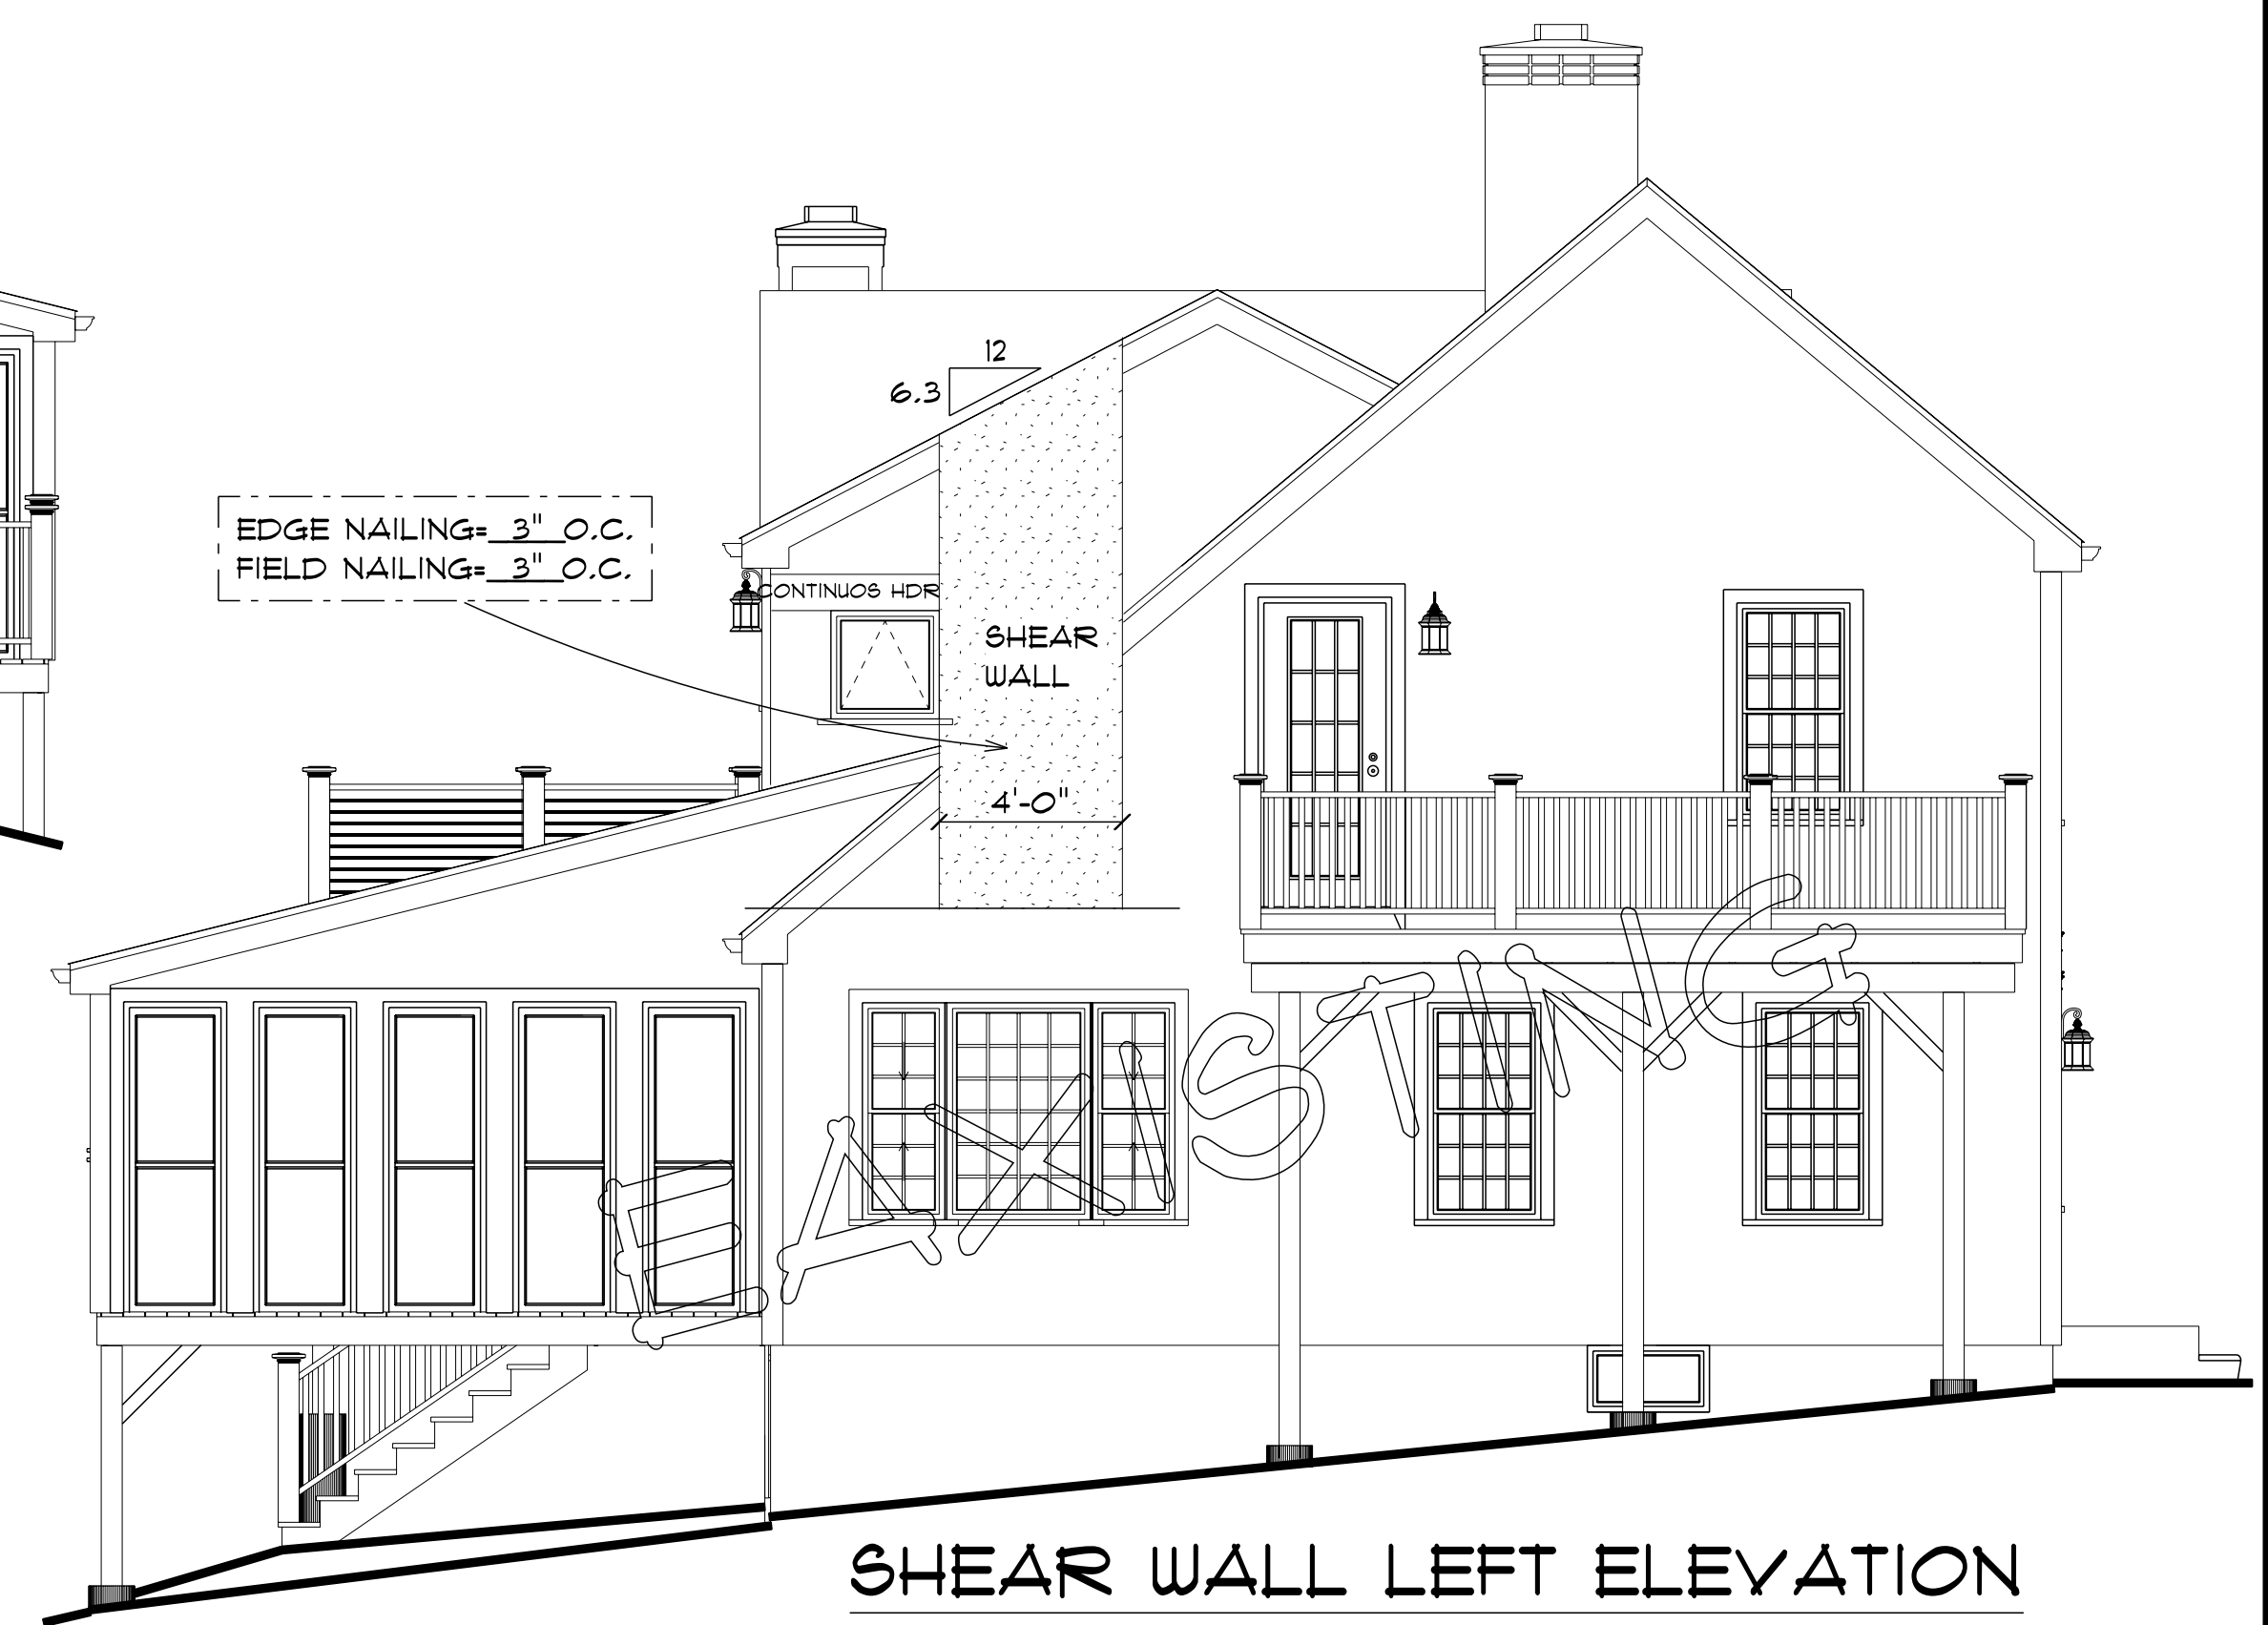 12
6.3
EDGE NAILING= 3" O.C.
FIELD NAILING= 3" O.C.
CONTINUOS HDR
SHEAR
WALL
4'-0"
EXISTING
SHEAR WALL LEFT ELEVATION